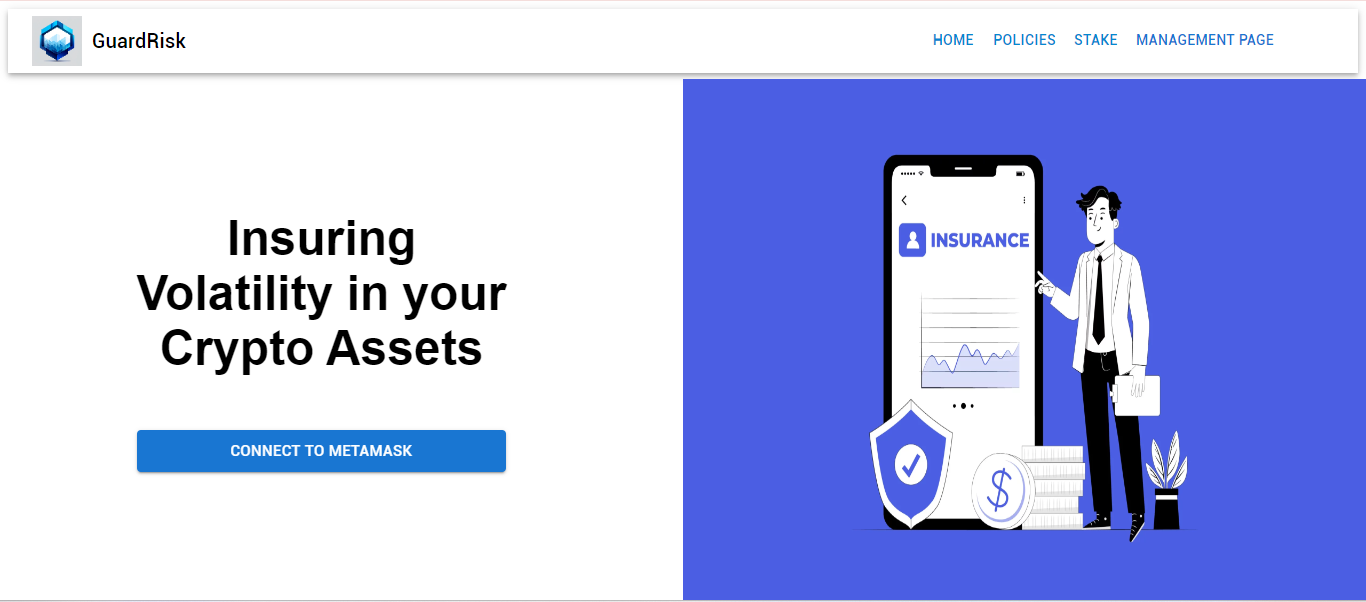 GuardRisk
HOME POLICIES STAKE MANAGEMENT PAGE
Insuring
Volatility in your
Crypto Assets
CONNECT TO METAMASK
INSURANCE
$